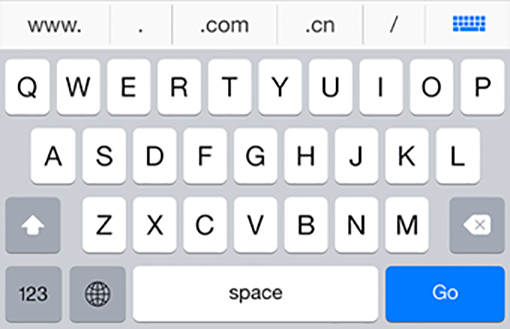 www. . .com .cn /
Q W E R T Y U I O P
A S D F G H J K L
Z X C V B N M
123 space Go